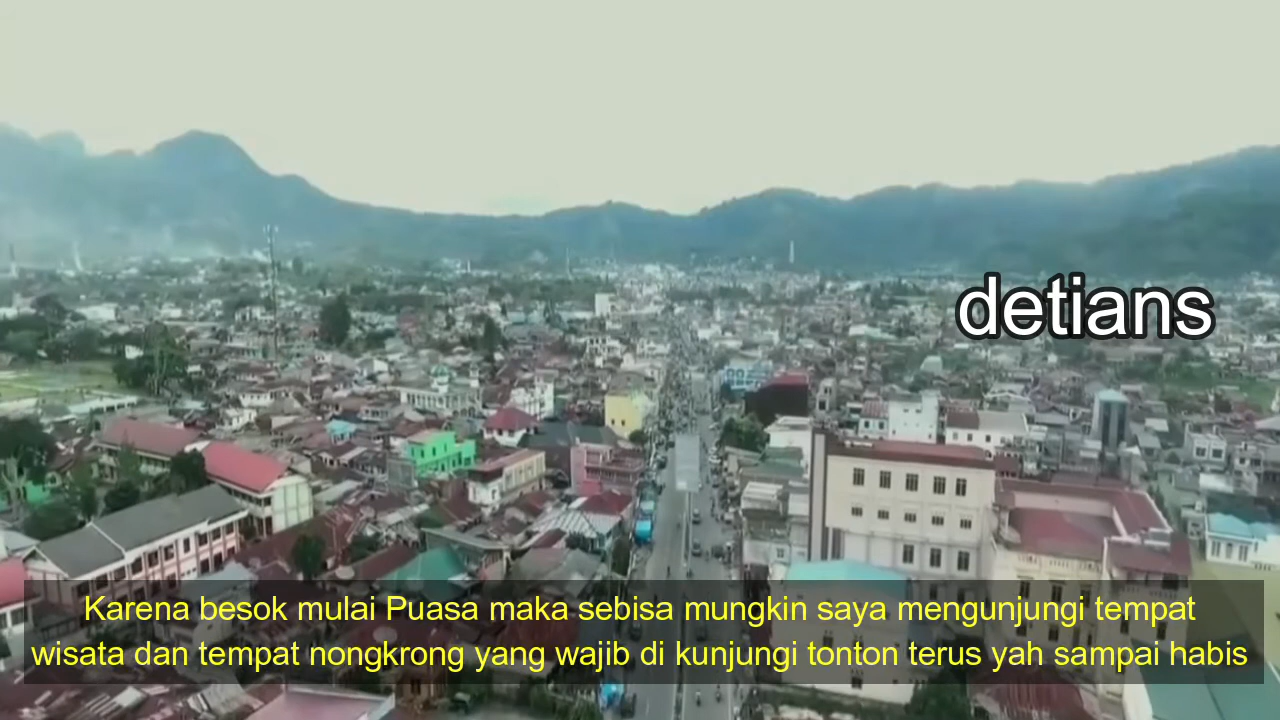 detians
Karena besok mulai Puasa maka sebisa mungkin saya mengunjungi tempat
wisata dan tempat nongkrong yang wajib di kunjungi tonton terus yah sampai habis